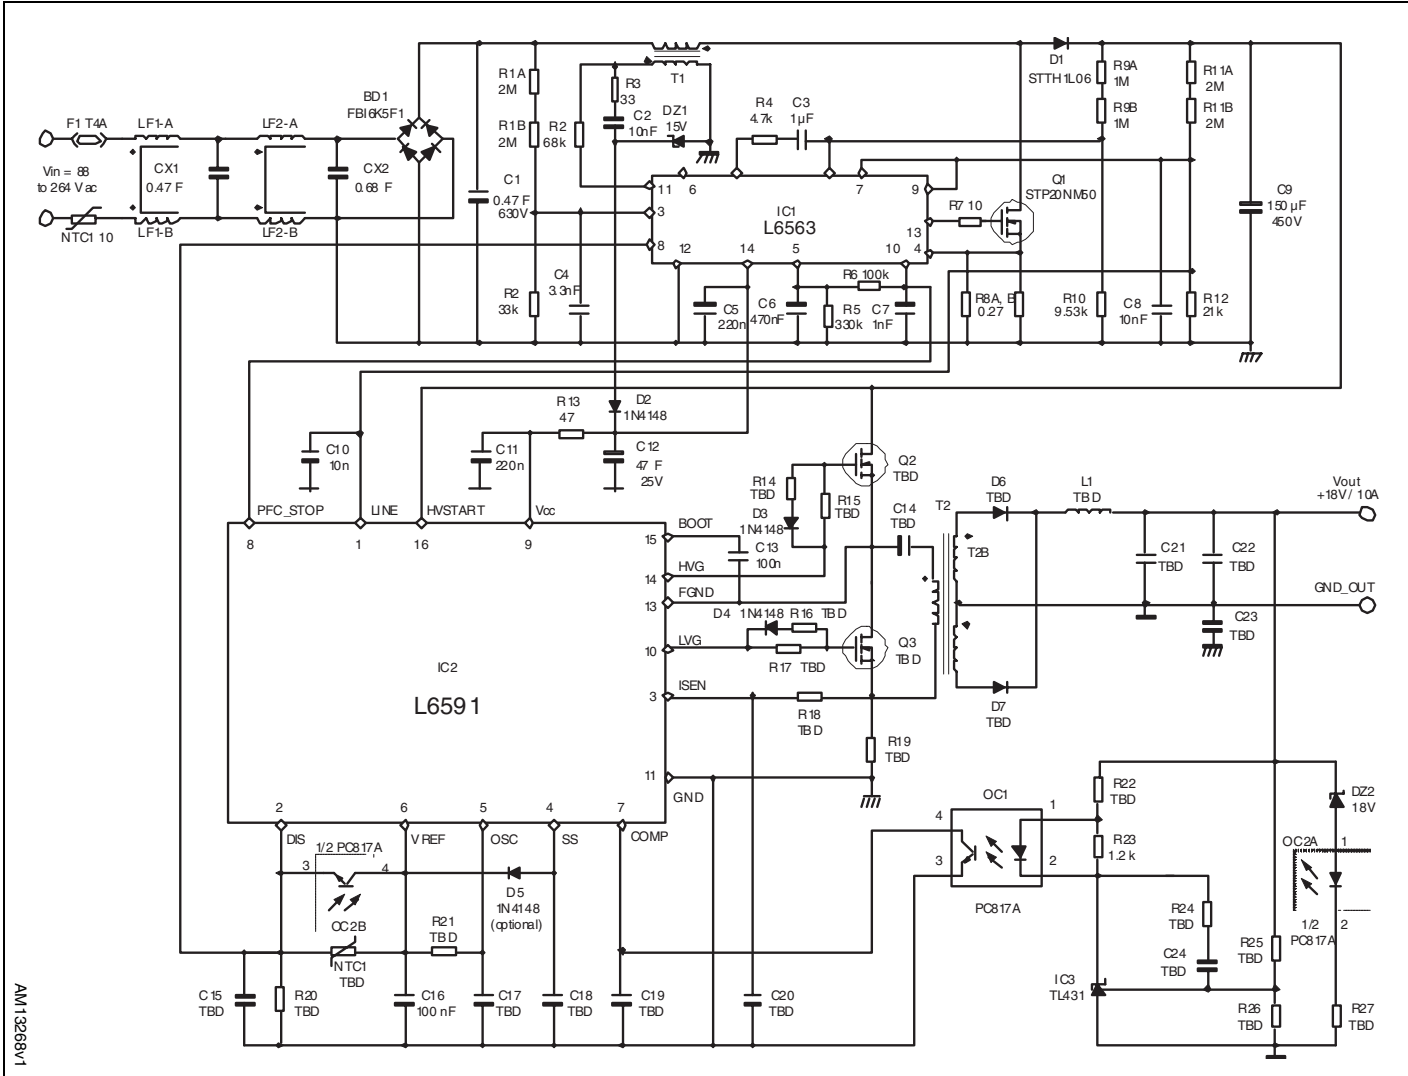 F1 T4A
LF1-A
LF2-A
BD1
FBI6K5F1
Vin = 88
to 264 Vac
CX1
0.47 F
CX2
0.68 F
NTC1 10
LF1-B
LF2-B
C1
0.47 F
630V
R1A
2M
R1B
2M
R2
68k
R3
33
C2
10nF
DZ1
15V
T1
R4
4.7k
C3
1µF
D1
STTH1L06
R9A
1M
R9B
1M
R11A
2M
R11B
2M
Q1
STP20NM50
R7 10
C9
150 µF
450V
11
6
7
9
3
IC1
L6563
13
8
12
14
5
10
4
R2
33k
C4
3.3nF
C5
220n
C6
470nF
R6 100k
R5
330k
C7
1nF
R8A, B
0.27
R10
9.53k
C8
10nF
R12
21k
R13
47
D2
1N4148
C10
10n
C11
220n
C12
47 F
25V
PFC_STOP
LINE
HVSTART
Vcc
8
1
16
9
R14
TBD
D3
1N4148
R15
TBD
Q2
TBD
C14
TBD
T2
T2B
D6
TBD
L1
TBD
Vout
+18V / 10A
15
BOOT
C13
100n
14
HVG
13
FGND
C21
TBD
C22
TBD
GND_OUT
C23
TBD
D4
1N4148
R16
TBD
10
LVG
R17
TBD
Q3
TBD
IC2
L6591
3
ISEN
R18
TBD
D7
TBD
R19
TBD
11
GND
2
6
5
4
7
DIS
VREF
OSC
SS
COMP
1/2 PC817A
3
4
OC2B
D5
1N4148
(optional)
R21
TBD
NTC1
TBD
OC1
4
3
1
2
PC817A
R22
TBD
R23
1.2 k
DZ2
18V
OC2A
1
1/2
2
PC817A
R24
TBD
C24
TBD
R25
TBD
IC3
TL431
R26
TBD
R27
TBD
C15
TBD
R20
TBD
C16
100 nF
C17
TBD
C18
TBD
C19
TBD
C20
TBD
AM13268v1